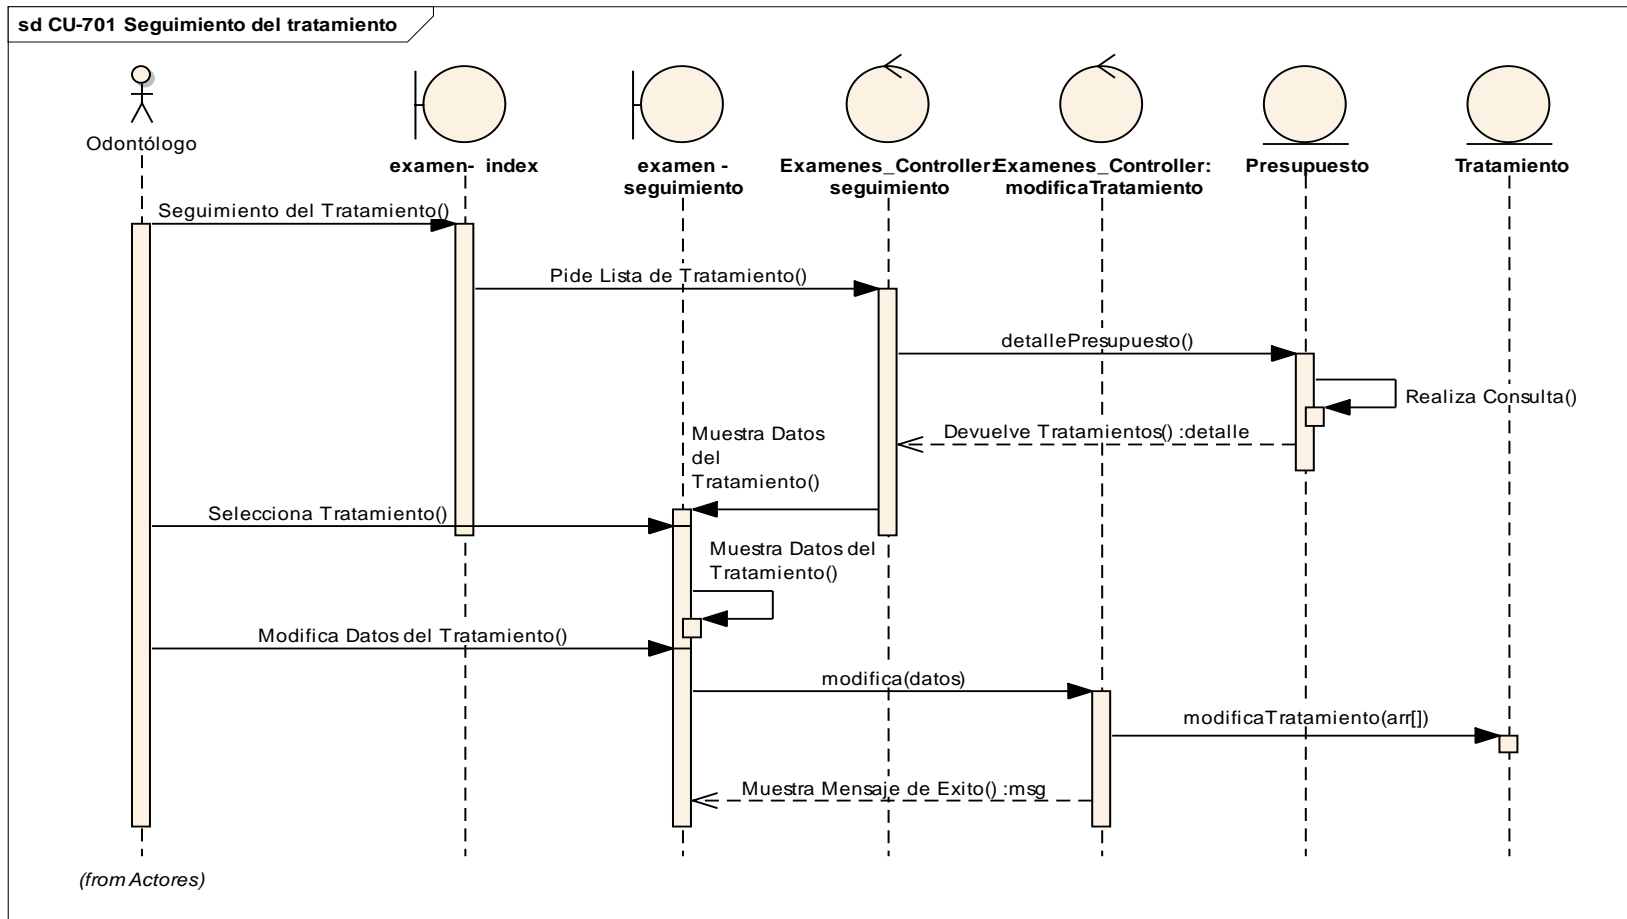 sd CU-701 Seguimiento del tratamiento
Odontólogo
examen- index
examen -
seguimiento
Examenes_Controller:
seguimiento
Examenes_Controller:
modificaTratamiento
Presupuesto
Tratamiento
Seguimiento del Tratamiento()
Pide Lista de Tratamiento()
detallePresupuesto()
Realiza Consulta()
Devuelve Tratamientos() :detalle
Muestra Datos
del
Tratamiento()
Selecciona Tratamiento()
Muestra Datos del
Tratamiento()
Modifica Datos del Tratamiento()
modifica(datos)
modificaTratamiento(arr[])
Muestra Mensaje de Exito() :msg
(from Actores)